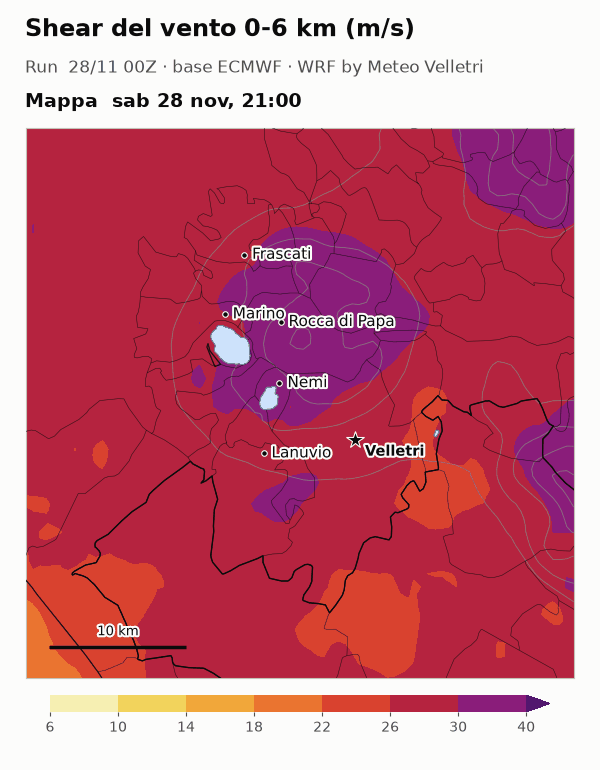 Shear del vento 0-6 km (m/s)
Run  28/11 00Z · base ECMWF · WRF by Meteo Velletri
Mappa  sab 28 nov, 21:00
Frascati
Marino
Rocca di Papa
Nemi
Velletri
Lanuvio
10 km
6 10 14 18 22 26 30 40